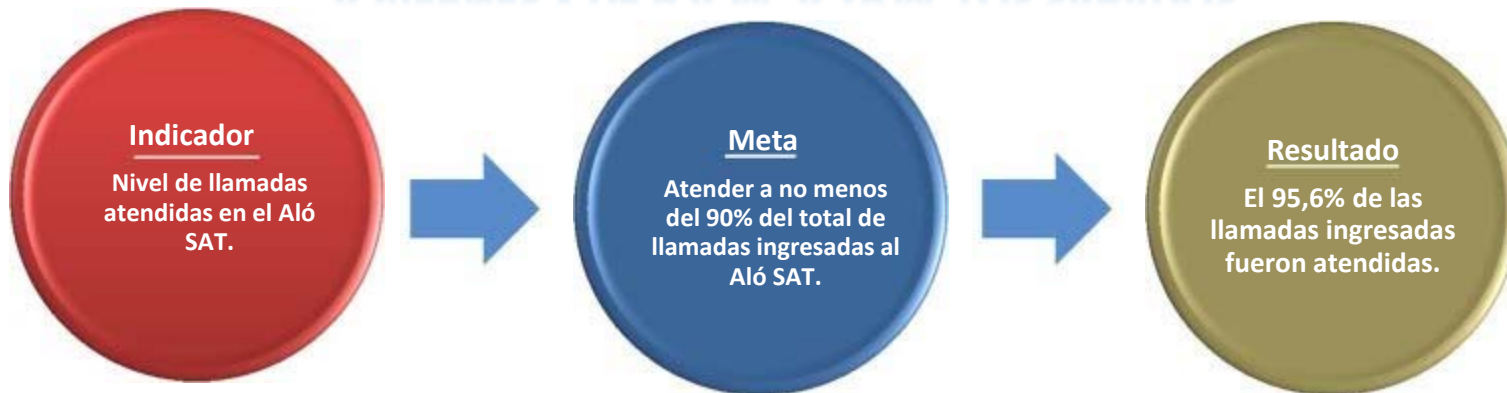 Indicador
Nivel de llamadas
atendidas en el Aló
SAT.
Meta
Atender a no menos
del 90% del total de
llamadas ingresadas al
Aló SAT.
Resultado
El 95,6% de las
llamadas ingresadas
fueron atendidas.